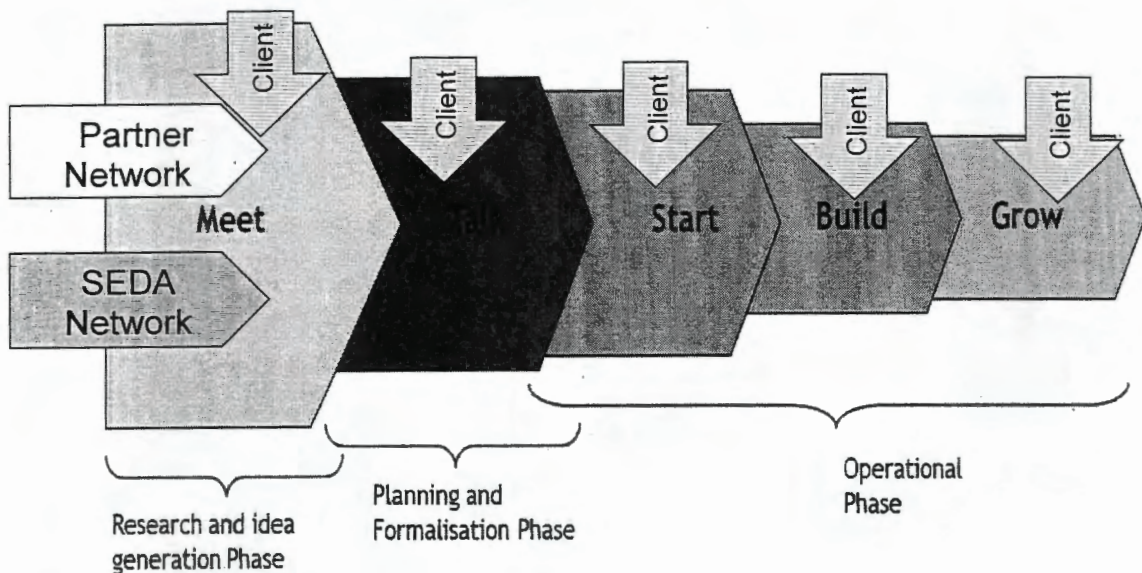 Client
Client
Client
Client
Client
Partner
Network
Meet
Talk
Start
Build
Grow
SEDA
Network
Research and idea
generation Phase
Planning and
Formalisation Phase
Operational
Phase